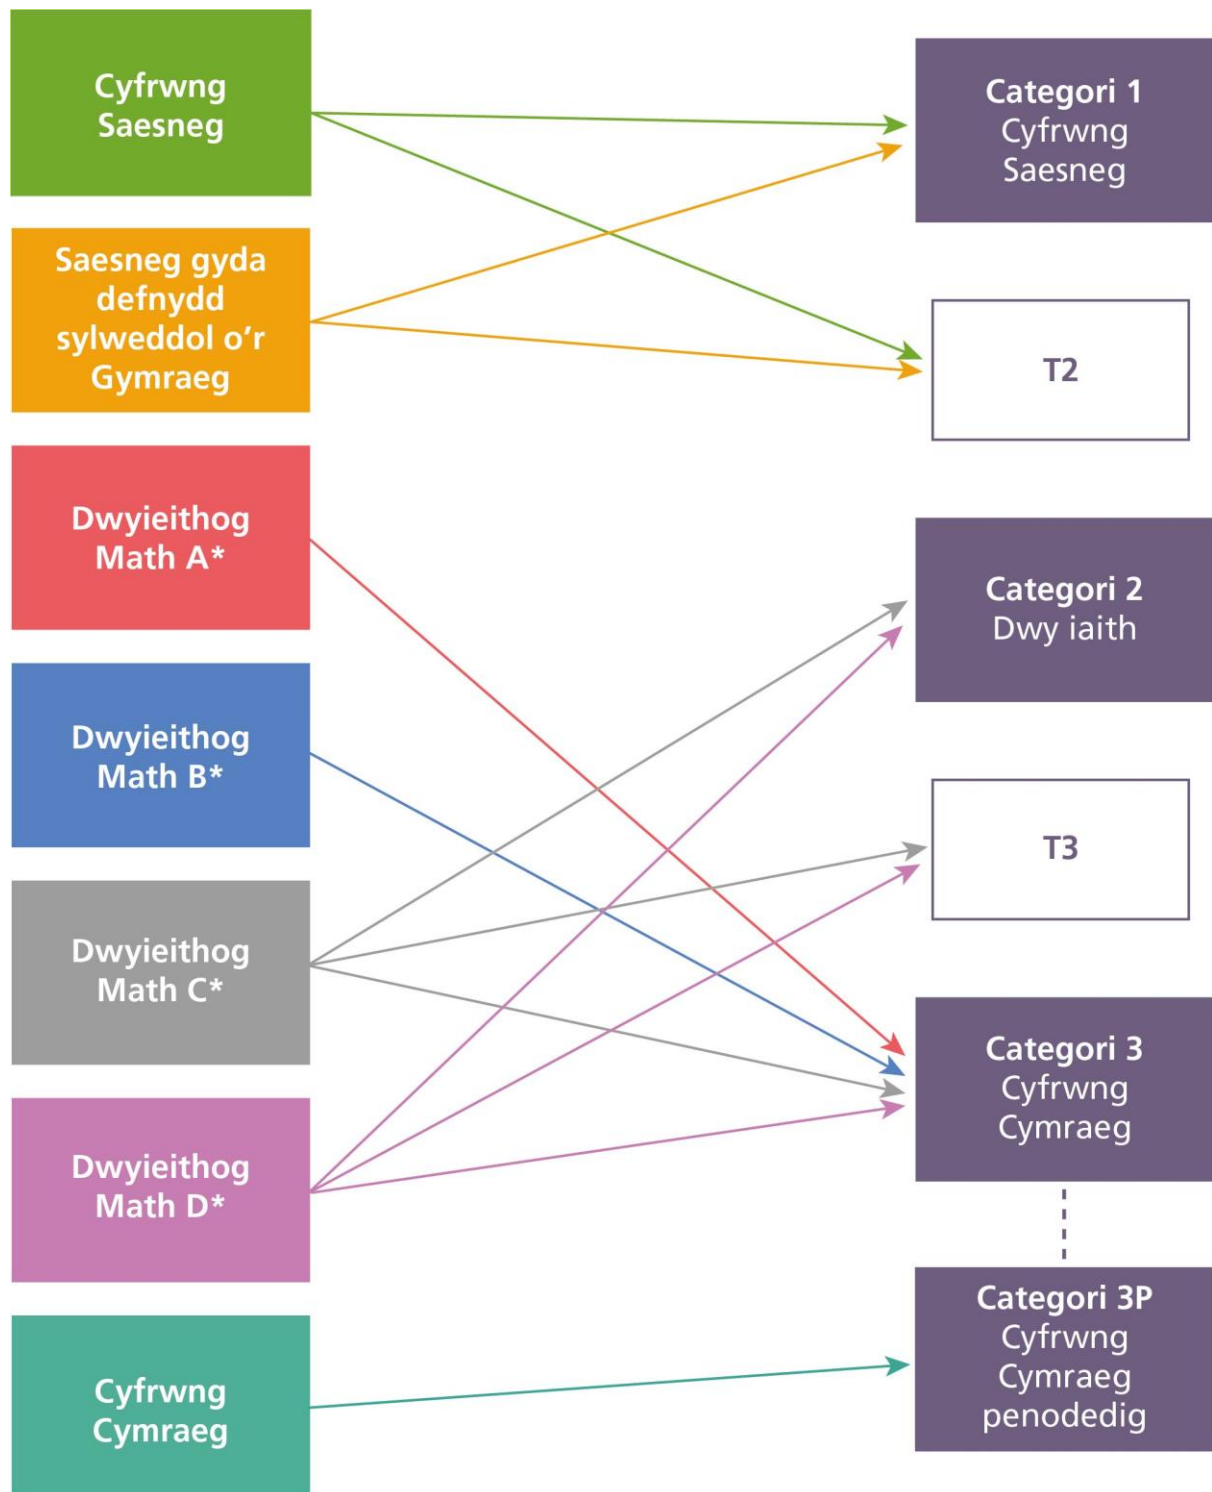 Cyfrwng
Saesneg
Saesneg gyda
defnydd
sylweddol o’r
Gymraeg
Dwyieithog
Math A*
Dwyieithog
Math B*
Dwyieithog
Math C*
Dwyieithog
Math D*
Cyfrwng
Cymraeg
Categori 1
Cyfrwng
Saesneg
T2
Categori 2
Dwy iaith
T3
Categori 3
Cyfrwng
Cymraeg
Categori 3P
Cyfrwng
Cymraeg
penodedig